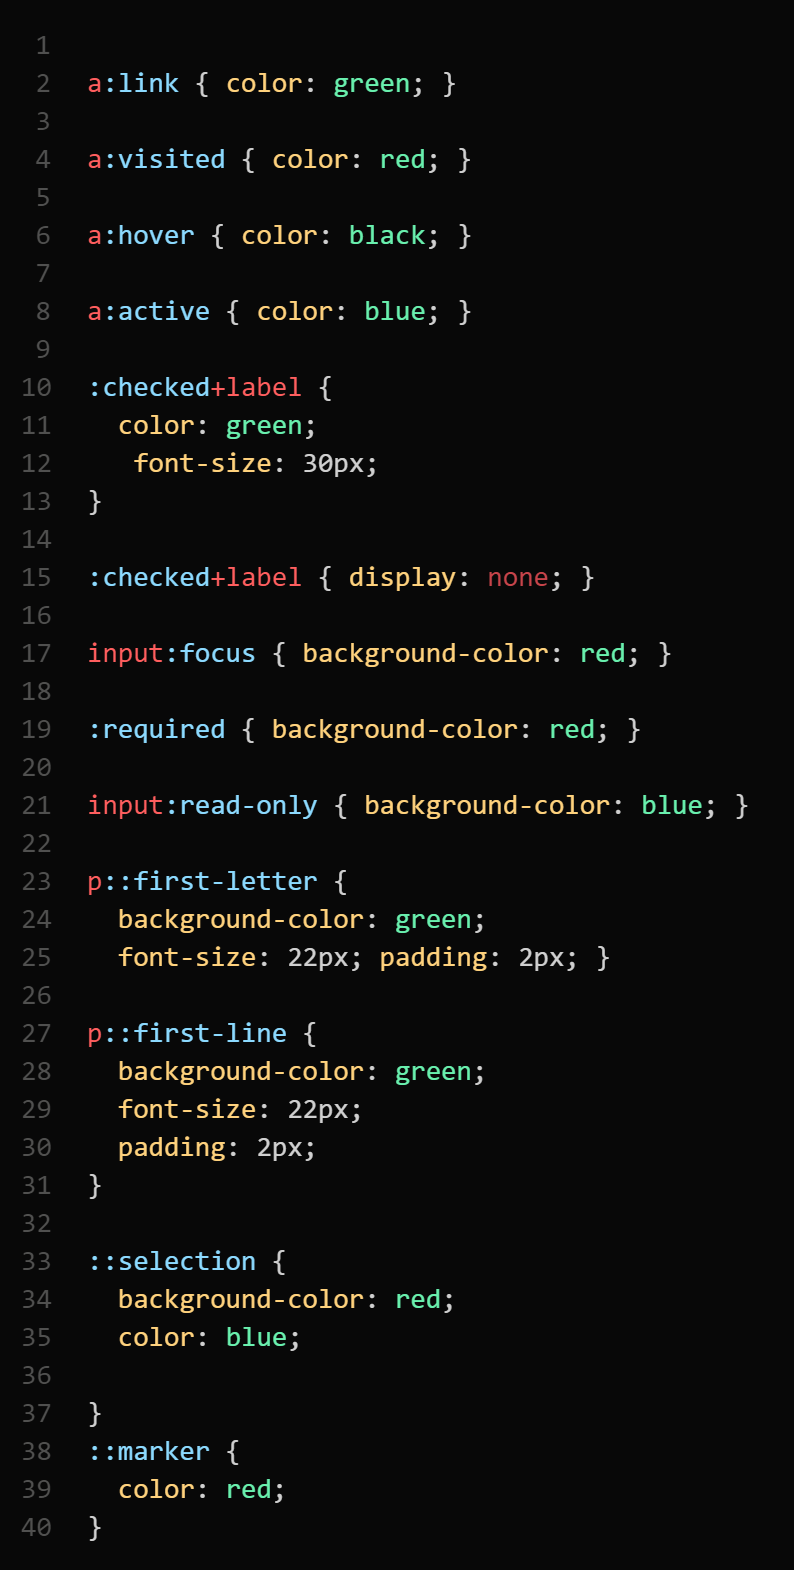 1
2 a:link { color: green; }
3
4 a:visited { color: red; }
5
6 a:hover { color: black; }
7
8 a:active { color: blue; }
9
10 :checked+label {
11   color: green;
12    font-size: 30px;
13 }
14
15 :checked+label { display: none; }
16
17 input:focus { background-color: red; }
18
19 :required { background-color: red; }
20
21 input:read-only { background-color: blue; }
22
23 p::first-letter {
24   background-color: green;
25   font-size: 22px; padding: 2px; }
26
27 p::first-line {
28   background-color: green;
29   font-size: 22px;
30   padding: 2px;
31 }
32
33 ::selection {
34   background-color: red;
35   color: blue;
36
37 }
38 ::marker {
39   color: red;
40 }